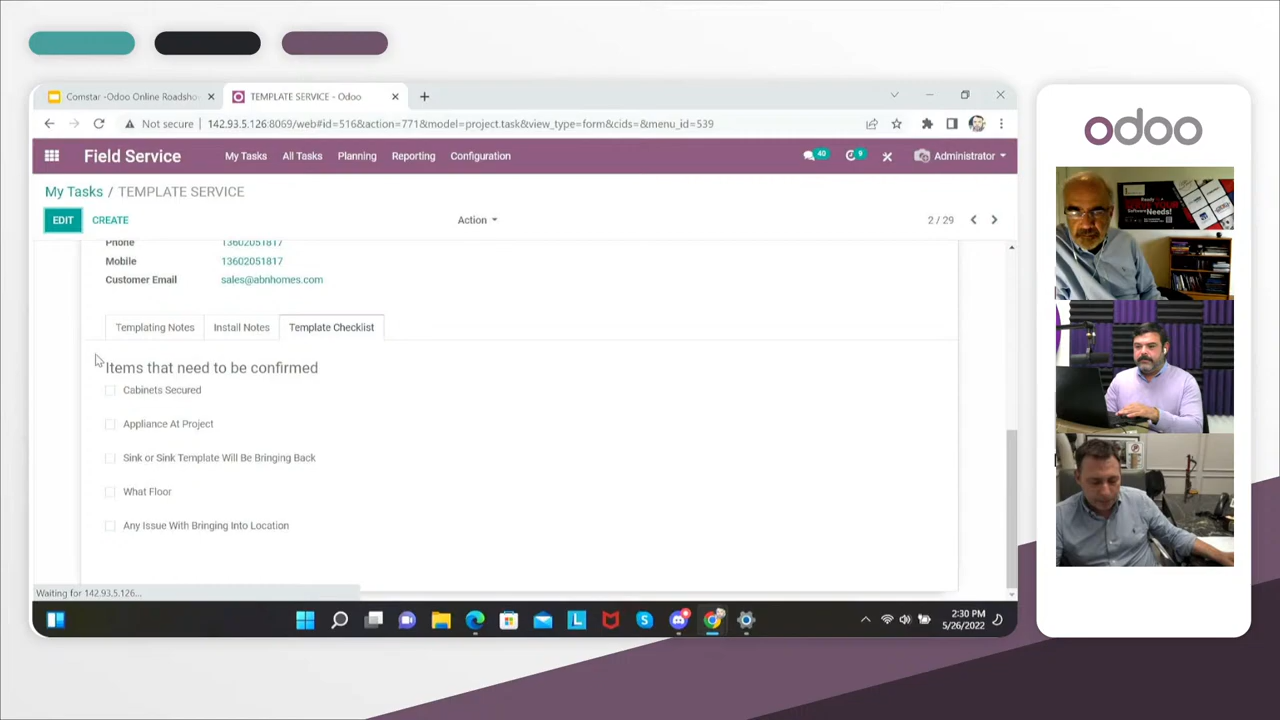 Comstar -Odoo Online Roadsho
TEMPLATE SERVICE - Odoo
Not secure
142.93.5.126:8069/web#id=516&action=771&model=project.task&view_type=form&cids=&menu_id=539
odoo
Field Service
My Tasks
All Tasks
Planning
Reporting
Configuration
40
9
Administrator
My Tasks / TEMPLATE SERVICE
EDIT
CREATE
Action
2 / 29
Phone
13602051817
Mobile
13602051817
Customer Email
sales@abnhomes.com
Templating Notes
Install Notes
Template Checklist
Items that need to be confirmed
Cabinets Secured
Appliance At Project
Sink or Sink Template Will Be Bringing Back
What Floor
Any Issue With Bringing Into Location
Waiting for 142.93.5.126...
2:30 PM
5/26/2022